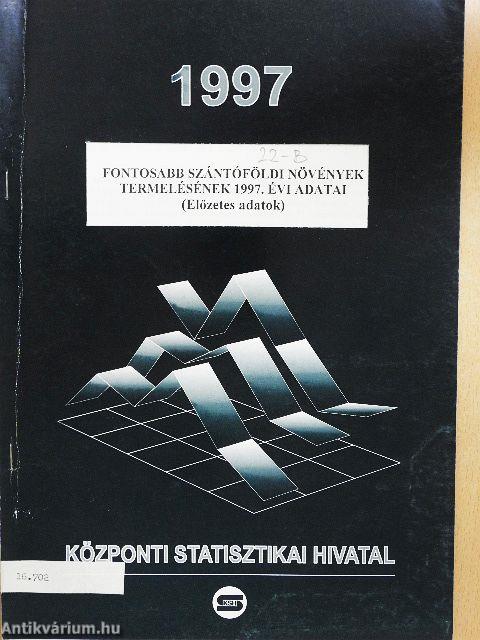 1997
22-B
FONTOSABB SZÁNTÓFÖLDI NÖVÉNYEK
TERMELÉSÉNEK 1997. ÉVI ADATAI
(Előzetes adatok)
KÖZPONTI STATISZTIKAI HIVATAL
16.702
KSH
Antikvárium.hu